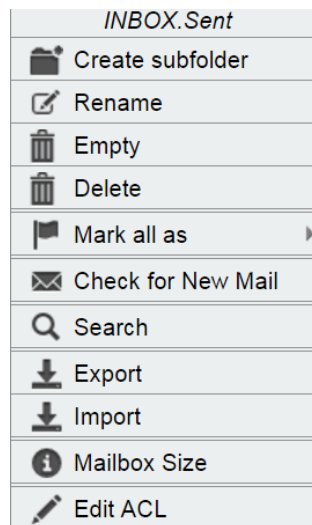 INBOX.Sent
Create subfolder
Rename
Empty
Delete
Mark all as
Check for New Mail
Search
Export
Import
Mailbox Size
Edit ACL